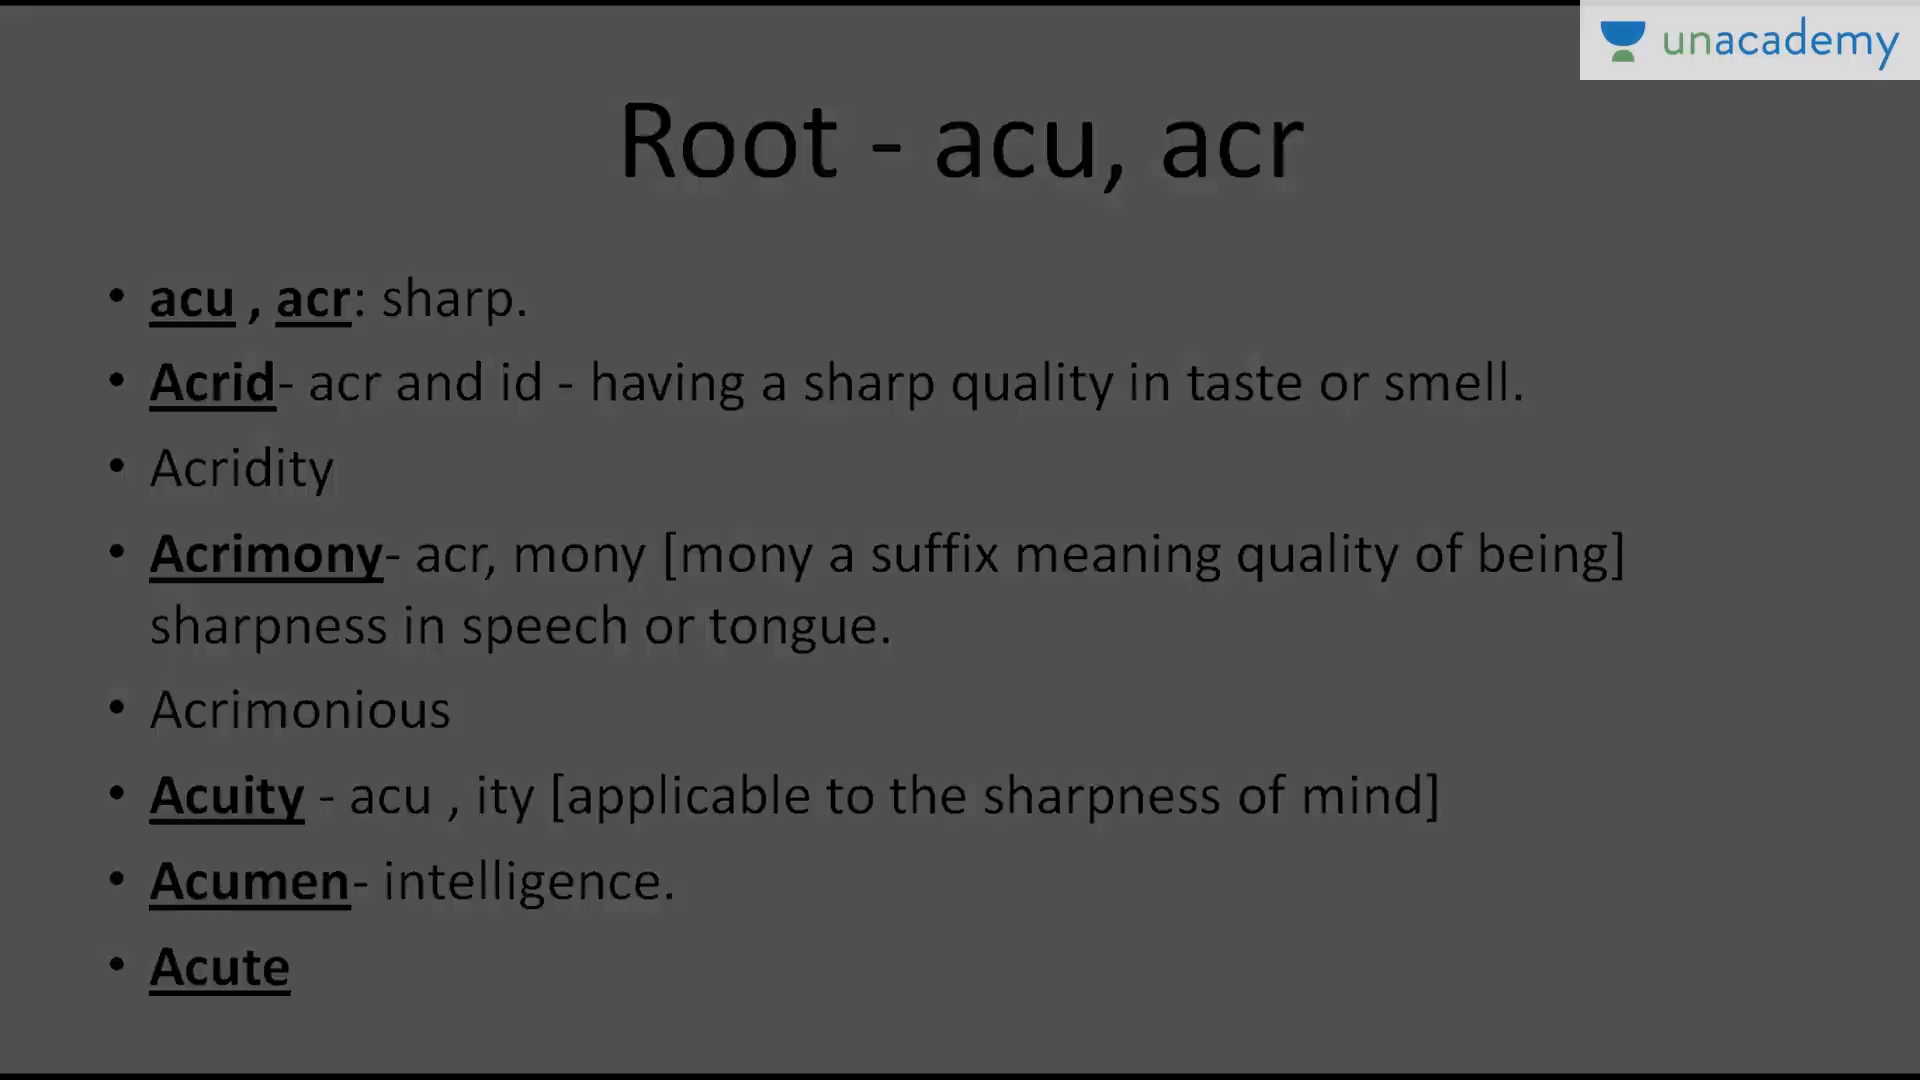 unacademy
Root - acu, acr
• acu , acr: sharp.
• Acrid- acr and id - having a sharp quality in taste or smell.
• Acridity
• Acrimony- acr, mony [mony a suffix meaning quality of being]
sharpness in speech or tongue.
• Acrimonious
• Acuity - acu , ity [applicable to the sharpness of mind]
• Acumen- intelligence.
• Acute